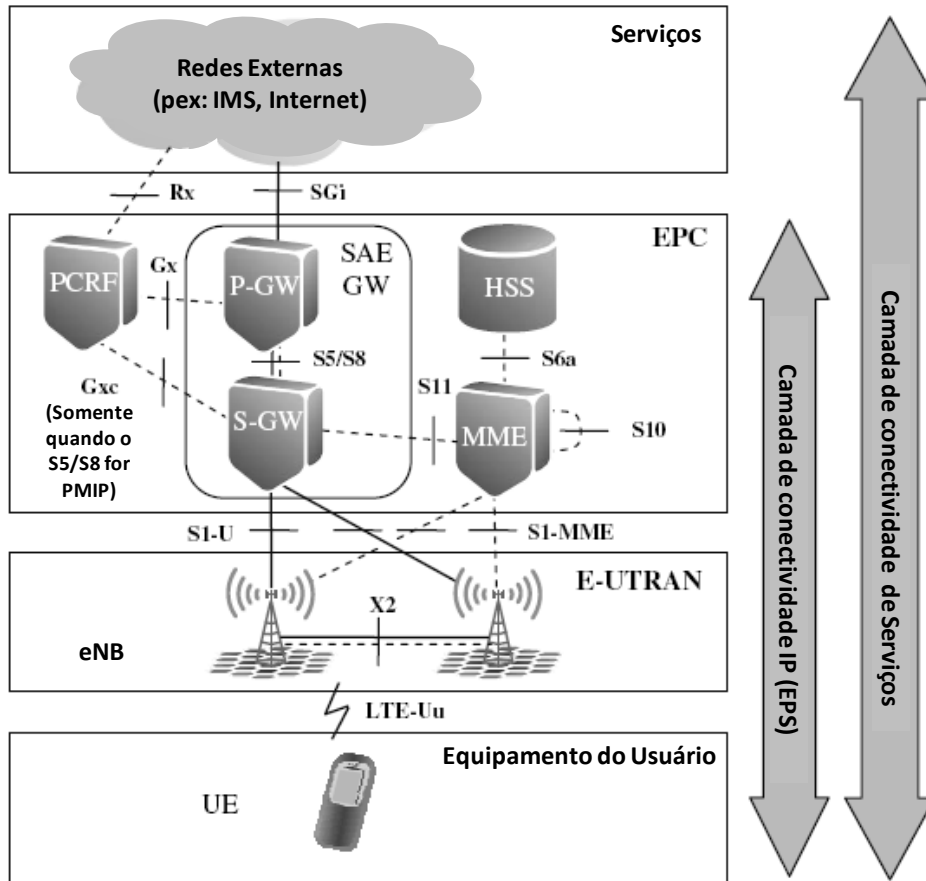 Serviços
Redes Externas
(pex: IMS, Internet)
Rx
SGi
EPC
SAE
GW
PCRF
Gx
P-GW
HSS
S5/S8
S6a
Gxc
(Somente
quando o
S5/S8 for
PMIP)
S11
S-GW
MME
S10
S1-U
S1-MME
E-UTRAN
X2
eNB
LTE-Uu
Equipamento do Usuário
UE
Camada de conectividade IP (EPS)
Camada de conectividade de Serviços